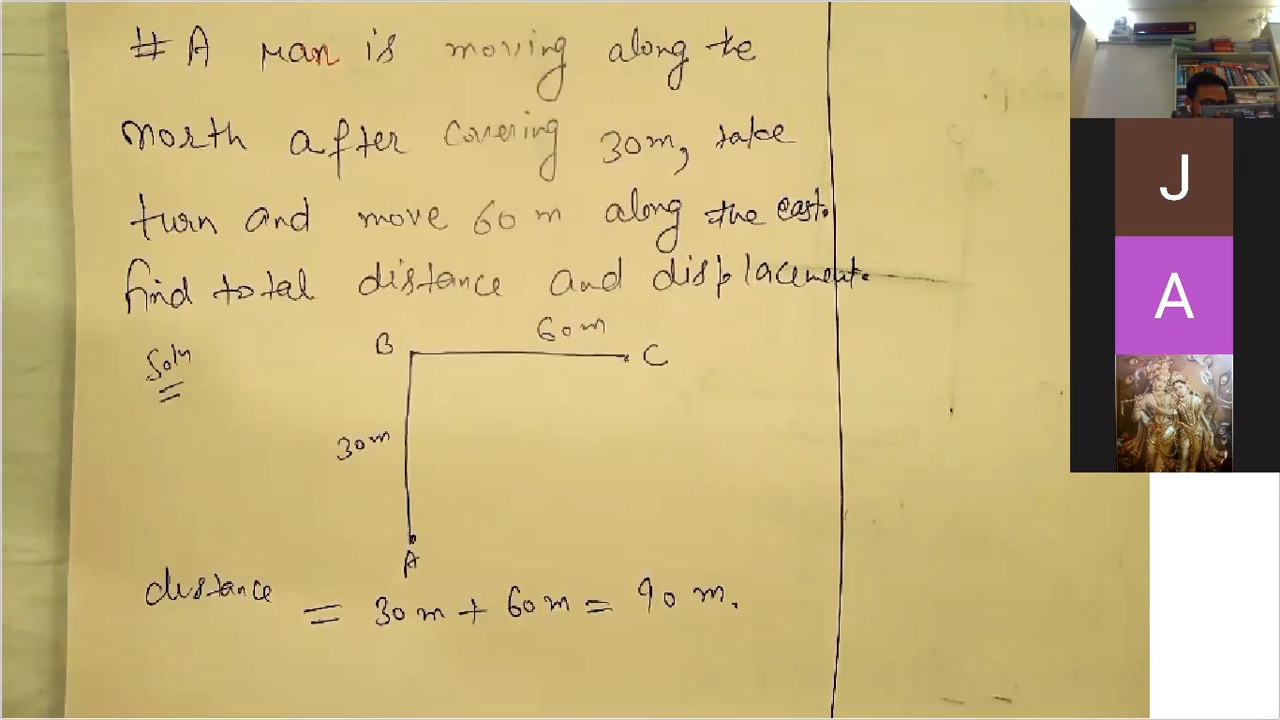 # A man is moving along the
north after covering 30m, take
turn and move 60 m along the east.
find total distance and displacement.
Soln
B
60m
C
30m
A
distance = 30m + 60m = 90 m.
J
A